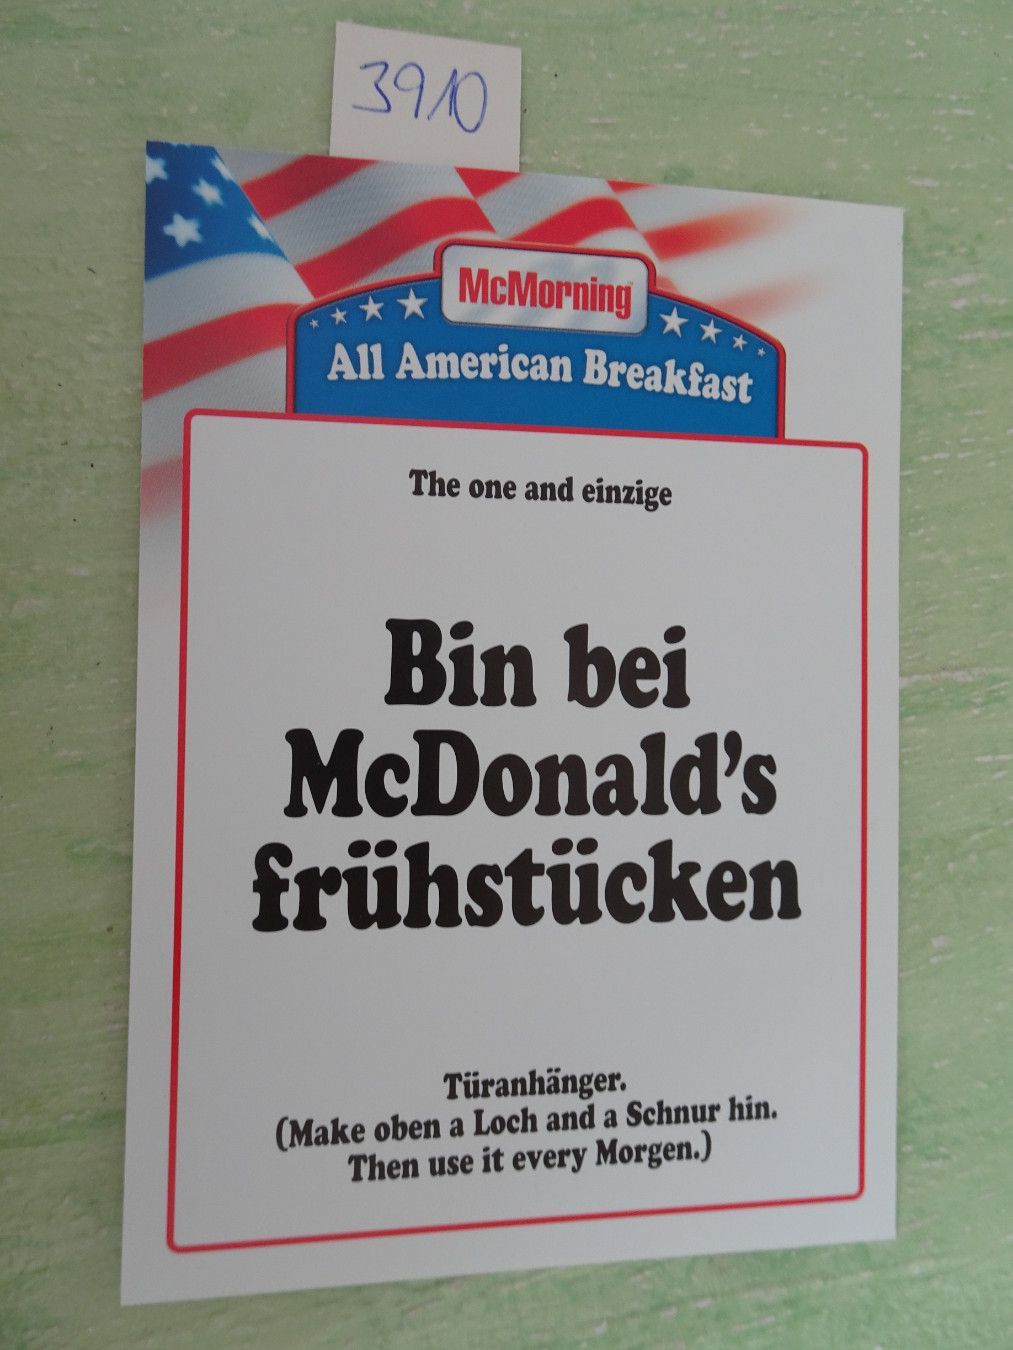 3910
McMorning
All American Breakfast
The one and einzige
Bin bei
McDonald's
frühstücken
Türanhänger.
(Make oben a Loch and a Schnur hin.
Then use it every Morgen.)